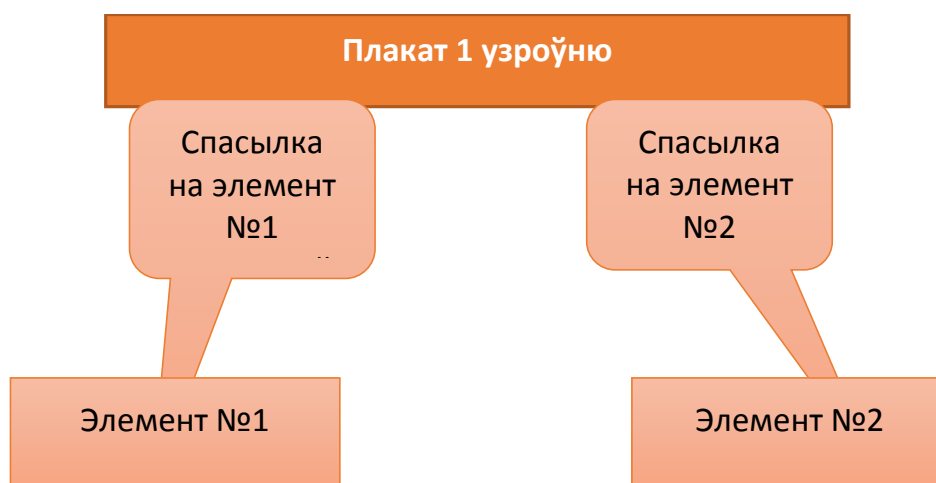 Плакат 1 узроўню
Спасылка
на элемент
№1
Спасылка
на элемент
№2
Элемент №1
Элемент №2